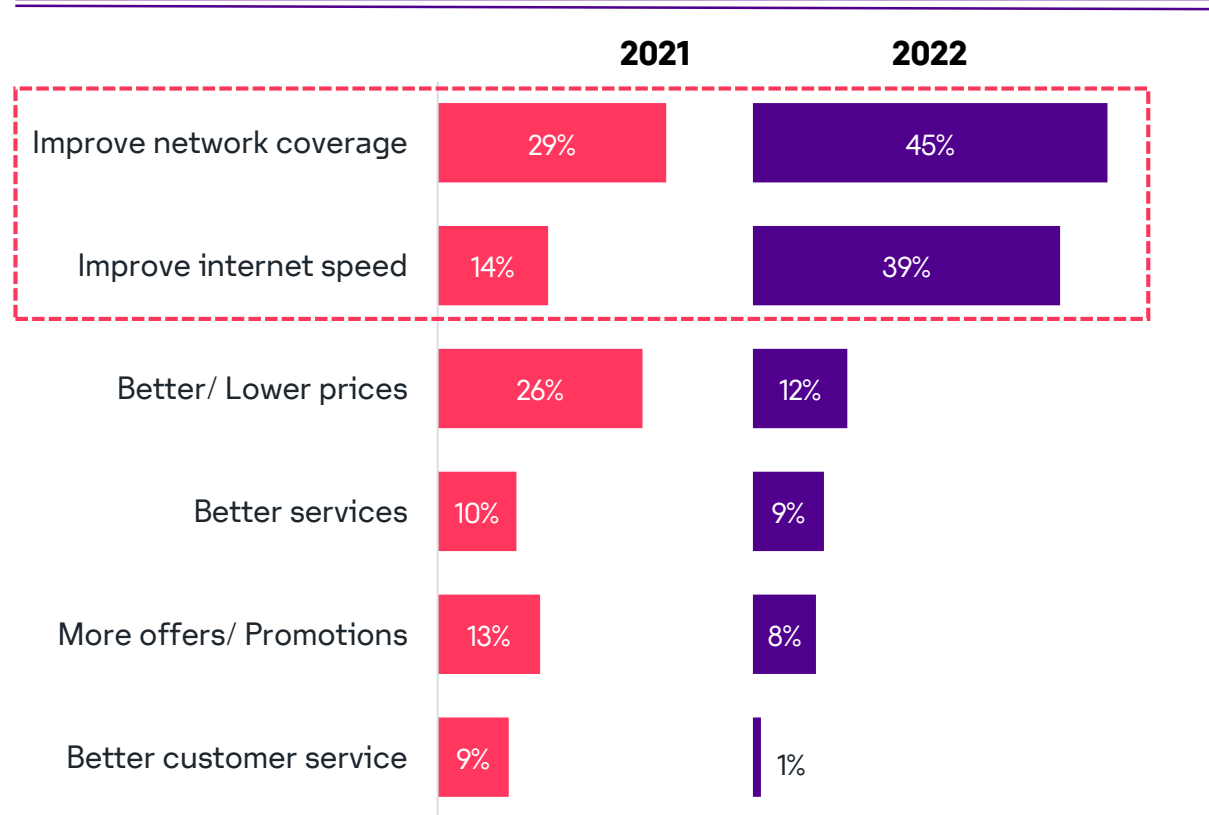 2021 2022
Improve network coverage 29% 45%
Improve internet speed 14% 39%
Better/ Lower prices 26% 12%
Better services 10% 9%
More offers/ Promotions 13% 8%
Better customer service 9% 1%